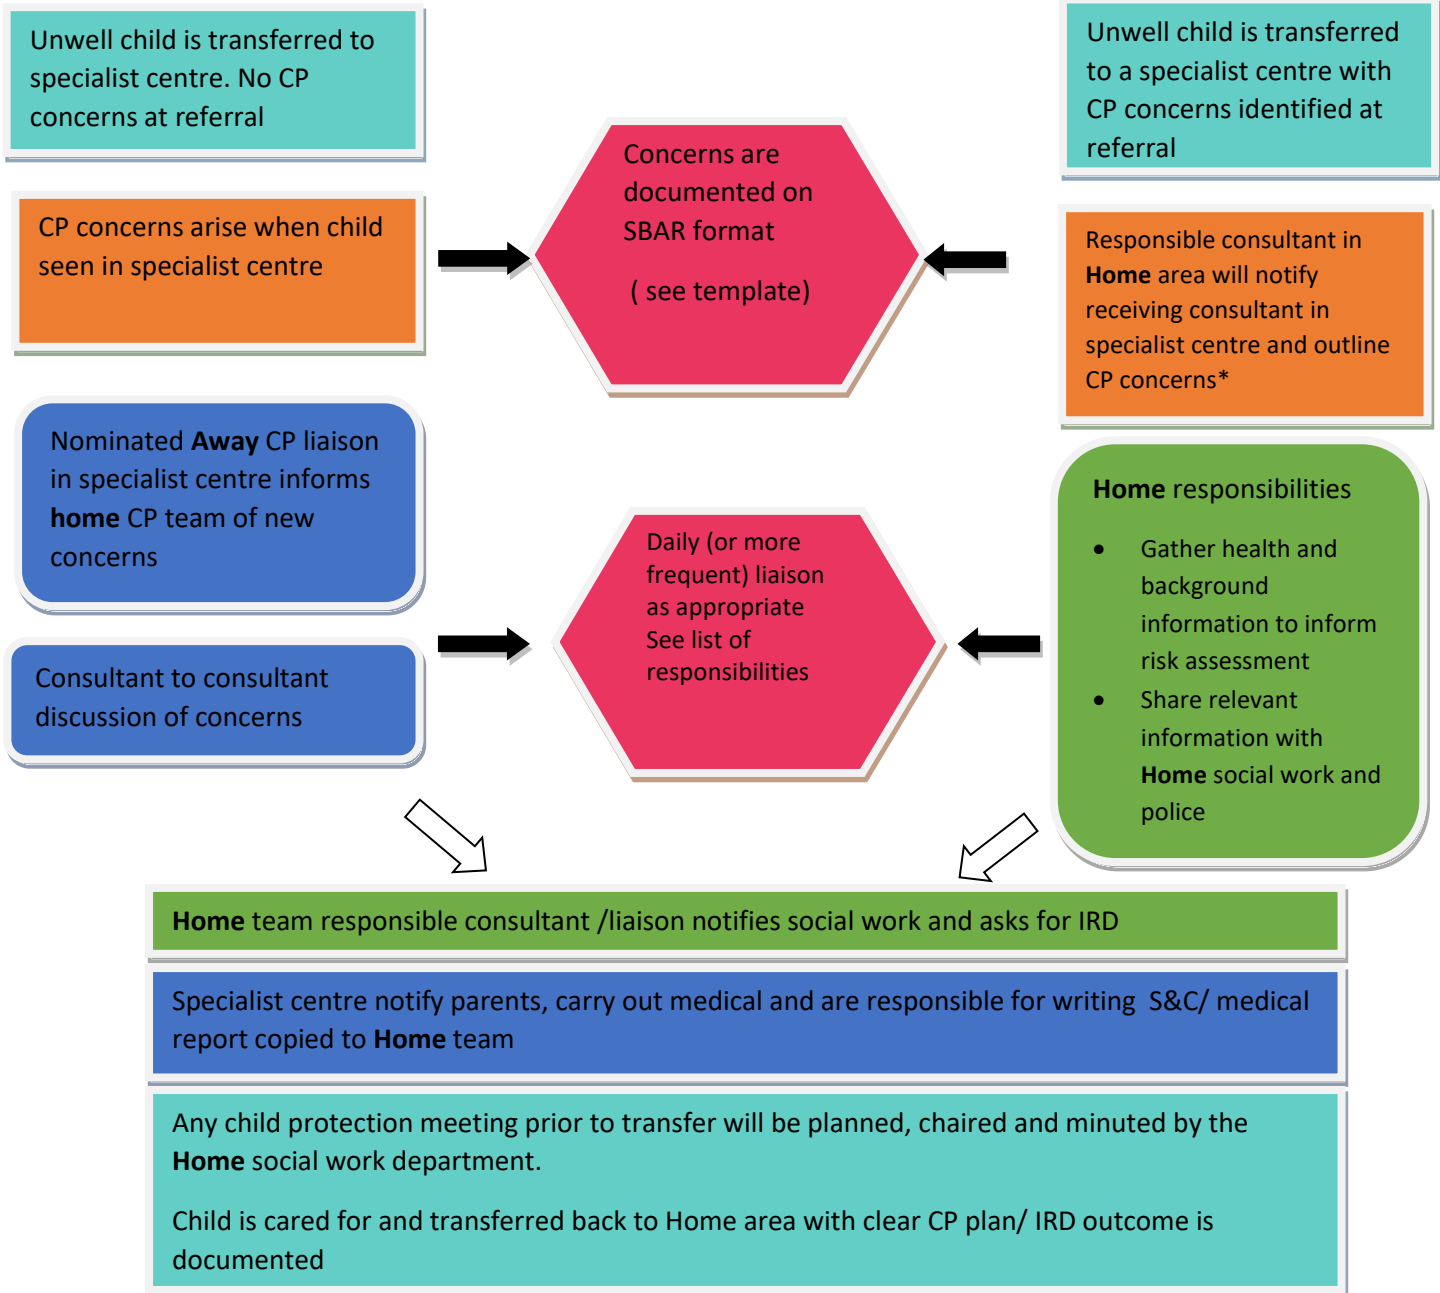 Unwell child is transferred to
specialist centre. No CP
concerns at referral
Unwell child is transferred
to a specialist centre with
CP concerns identified at
referral
Concerns are
documented on
SBAR format
( see template)
CP concerns arise when child
seen in specialist centre
Responsible consultant in
Home area will notify
receiving consultant in
specialist centre and outline
CP concerns*
Nominated Away CP liaison
in specialist centre informs
home CP team of new
concerns
Consultant to consultant
discussion of concerns
Daily (or more
frequent) liaison
as appropriate
See list of
responsibilities
Home responsibilities
• Gather health and
background
information to inform
risk assessment
• Share relevant
information with
Home social work and
police
Home team responsible consultant /liaison notifies social work and asks for IRD
Specialist centre notify parents, carry out medical and are responsible for writing S&C/ medical
report copied to Home team
Any child protection meeting prior to transfer will be planned, chaired and minuted by the
Home social work department.
Child is cared for and transferred back to Home area with clear CP plan/ IRD outcome is
documented